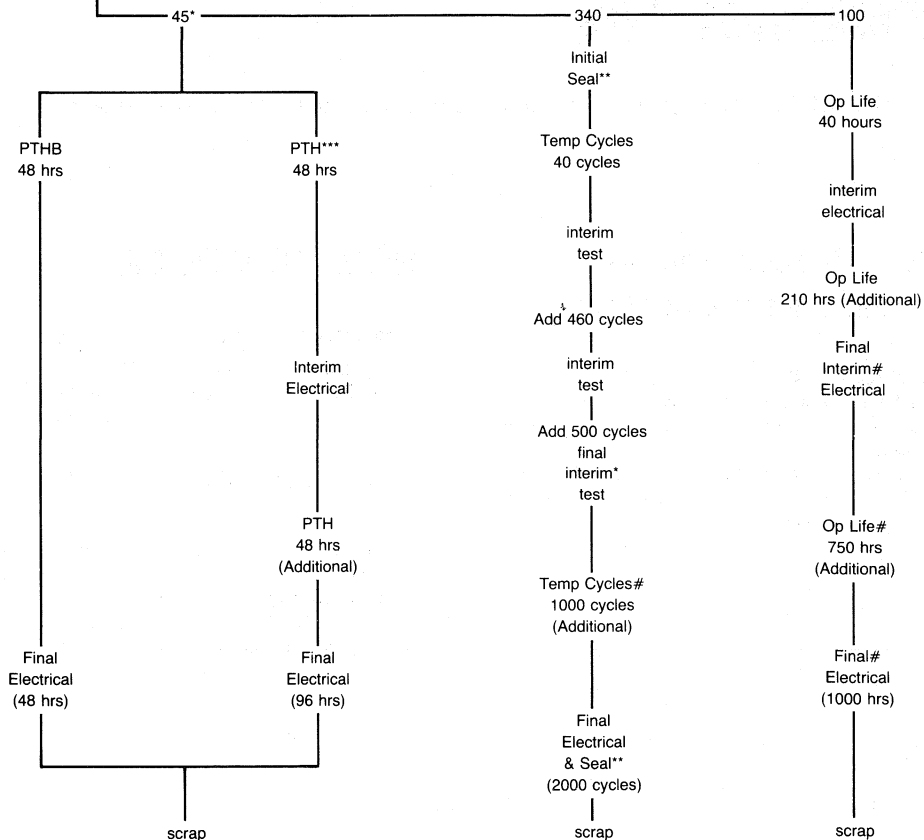 45*
340
100
PTHB
48 hrs
PTH***
48 hrs
Interim
Electrical
PTH
48 hrs
(Additional)
Final
Electrical
(48 hrs)
Final
Electrical
(96 hrs)
scrap
Initial
Seal**
Temp Cycles
40 cycles
interim
test
Add 460 cycles
interim
test
Add 500 cycles
final
interim*
test
Temp Cycles#
1000 cycles
(Additional)
Final
Electrical
& Seal**
(2000 cycles)
scrap
Op Life
40 hours
interim
electrical
Op Life
210 hrs (Additional)
Final
Interim#
Electrical
Op Life#
750 hrs
(Additional)
Final#
Electrical
(1000 hrs)
scrap